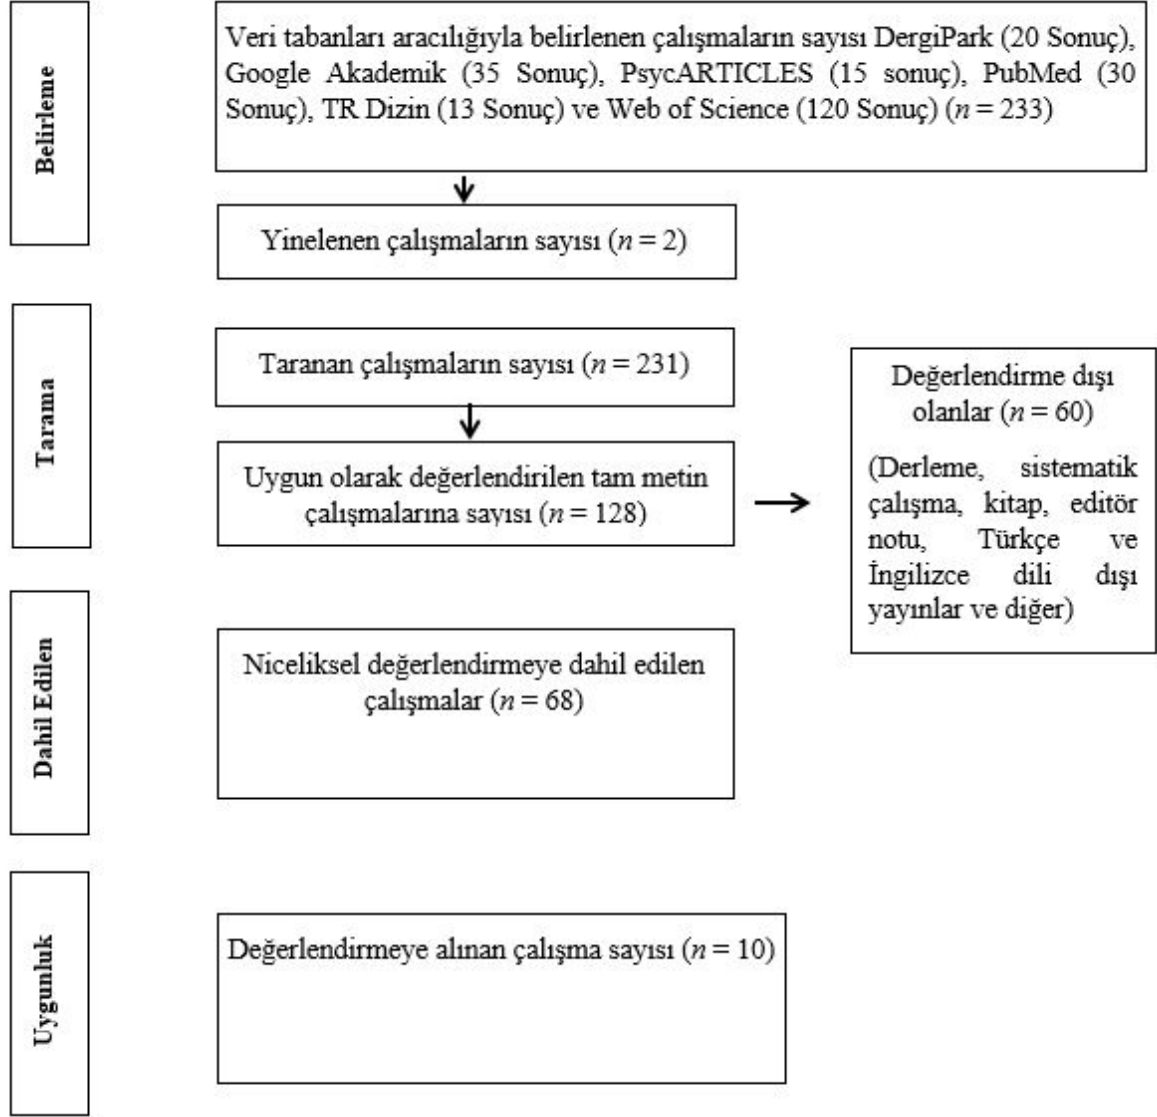 Belirleme
Veri tabanları aracılığıyla belirlenen çalışmaların sayısı DergiPark (20 Sonuç),
Google Akademik (35 Sonuç), PsycARTICLES (15 sonuç), PubMed (30
Sonuç), TR Dizin (13 Sonuç) ve Web of Science (120 Sonuç) (n = 233)
Yinelenen çalışmaların sayısı (n = 2)
Tarama
Taranan çalışmaların sayısı (n = 231)
Uygun olarak değerlendirilen tam metin
çalışmalarına sayısı (n = 128)
Değerlendirme dışı
olanlar (n = 60)
(Derleme, sistematik
çalışma, kitap, editör
notu, Türkçe ve
İngilizce dili dışı
yayınlar ve diğer)
Dahil Edilen
Niceliksel değerlendirmeye dahil edilen
çalışmalar (n = 68)
Uygunluk
Değerlendirmeye alınan çalışma sayısı (n = 10)